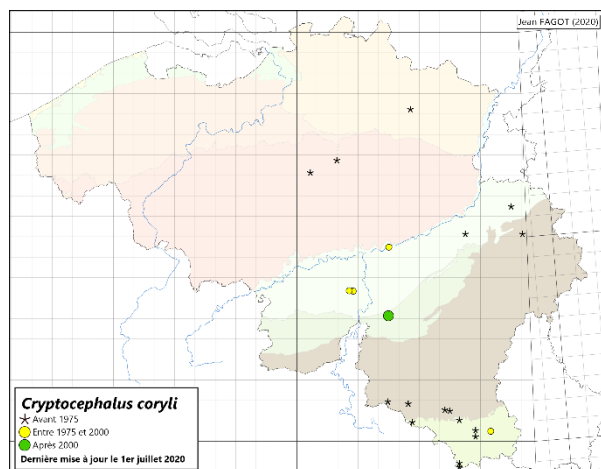 Jean FAGOT (2020)
Cryptocephalus coryli
Avant 1975
Entre 1975 et 2000
Après 2000
Dernière mise à jour le 1er juillet 2020